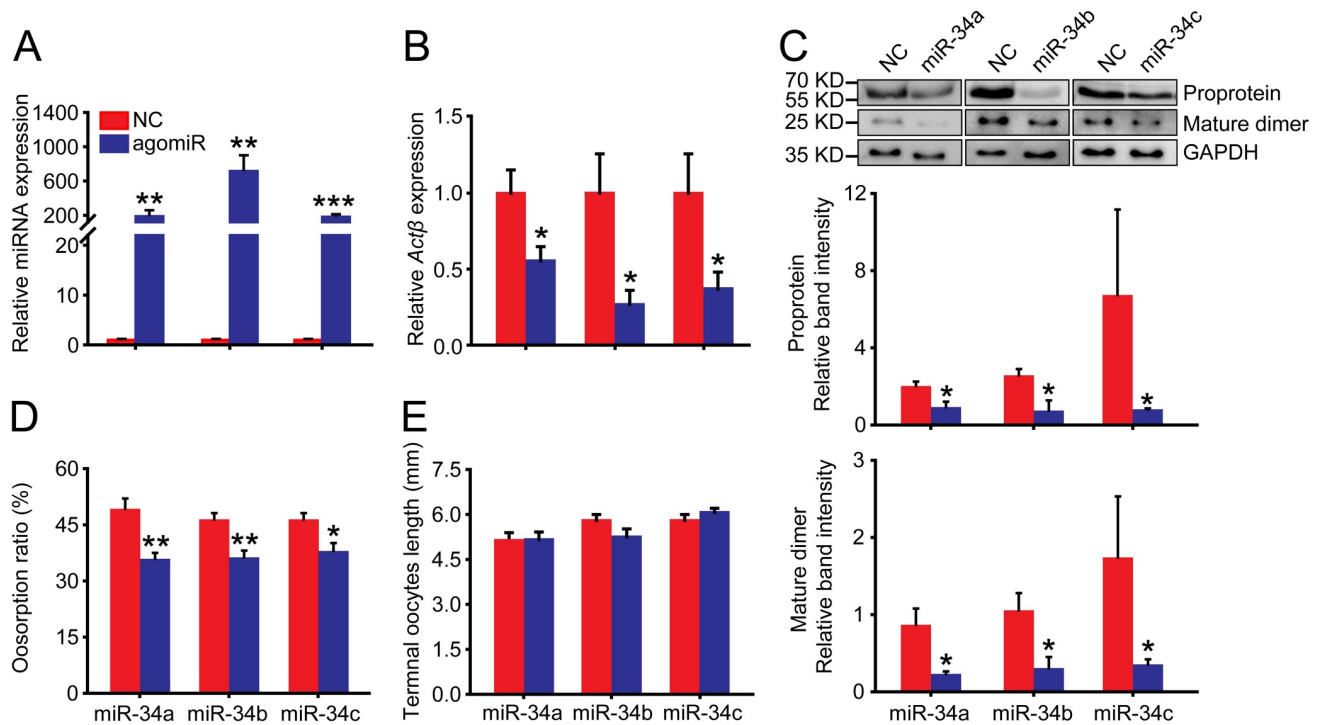 A
Relative miRNA expression
1400
1000
600
200
20
10
0
NC
agomiR
**
**
***
B
Relative Actβ expression
1.5
1.0
0.5
0.0
*
*
*
C
NC miR-34a NC miR-34b NC miR-34c
70 KD
55 KD
Proprotein
25 KD
Mature dimer
35 KD
GAPDH
Proprotein
Relative band intensity
12
8
4
0
*
*
*
D
Oosorption ratio (%)
60
45
30
15
0
**
**
*
miR-34a miR-34b miR-34c
E
Termnal oocytes length (mm)
7.5
6.0
4.5
3.0
1.5
0.0
miR-34a miR-34b miR-34c
Mature dimer
Relative band intensity
3
2
1
0
*
*
*
miR-34a miR-34b miR-34c